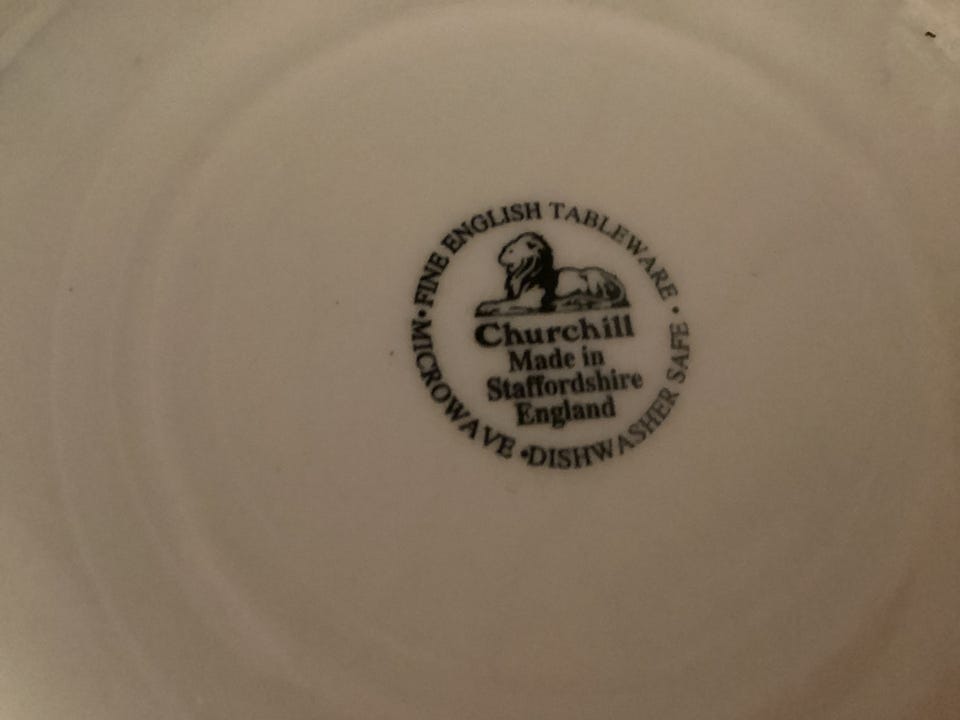 • FINE ENGLISH TABLEWARE •
Churchill
Made in
Staffordshire
England
MICROWAVE • DISHWASHER SAFE